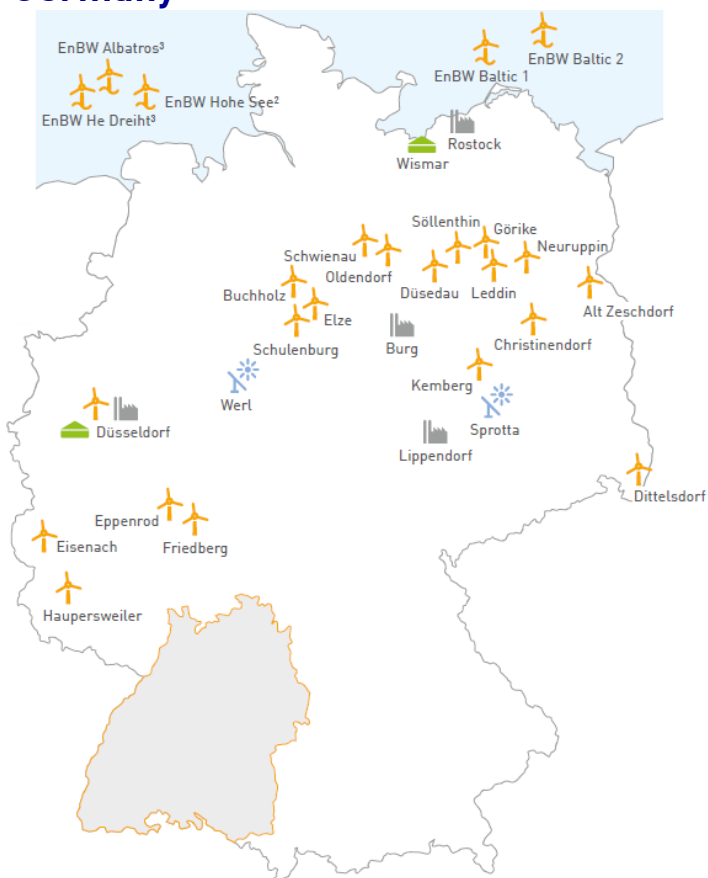 Germany
EnBW Albatros³
EnBW Baltic 2
EnBW Baltic 1
EnBW Hohe See²
EnBW He Dreiht³
Rostock
Wismar
Söllenthin
Görike
Neuruppin
Schwienau
Oldendorf
Düsedau
Leddin
Buchholz
Alt Zeschdorf
Elze
Schulenburg
Burg
Christinendorf
Kemberg
Werl
Düsseldorf
Sprotta
Lippendorf
Dittelsdorf
Eppenrod
Eisenach
Friedberg
Haupersweiler